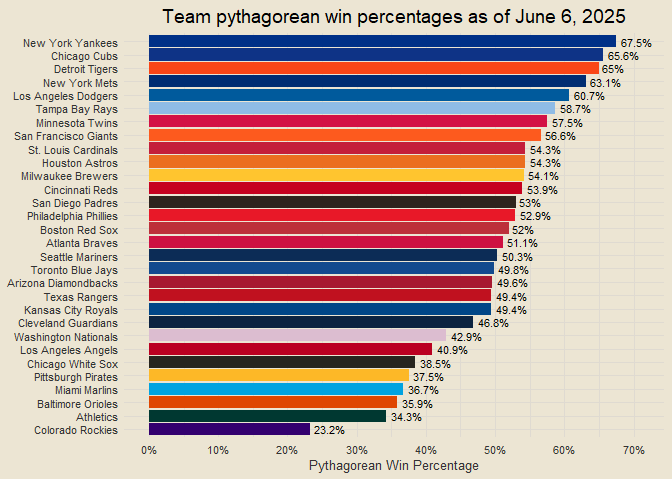 Team pythagorean win percentages as of June 6, 2025
New York Yankees 67.5%
Chicago Cubs 65.6%
Detroit Tigers 65%
New York Mets 63.1%
Los Angeles Dodgers 60.7%
Tampa Bay Rays 58.7%
Minnesota Twins 57.5%
San Francisco Giants 56.6%
St. Louis Cardinals 54.3%
Houston Astros 54.3%
Milwaukee Brewers 54.1%
Cincinnati Reds 53.9%
San Diego Padres 53%
Philadelphia Phillies 52.9%
Boston Red Sox 52%
Atlanta Braves 51.1%
Seattle Mariners 50.3%
Toronto Blue Jays 49.8%
Arizona Diamondbacks 49.6%
Texas Rangers 49.4%
Kansas City Royals 49.4%
Cleveland Guardians 46.8%
Washington Nationals 42.9%
Los Angeles Angels 40.9%
Chicago White Sox 38.5%
Pittsburgh Pirates 37.5%
Miami Marlins 36.7%
Baltimore Orioles 35.9%
Athletics 34.3%
Colorado Rockies 23.2%
0% 10% 20% 30% 40% 50% 60% 70%
Pythagorean Win Percentage